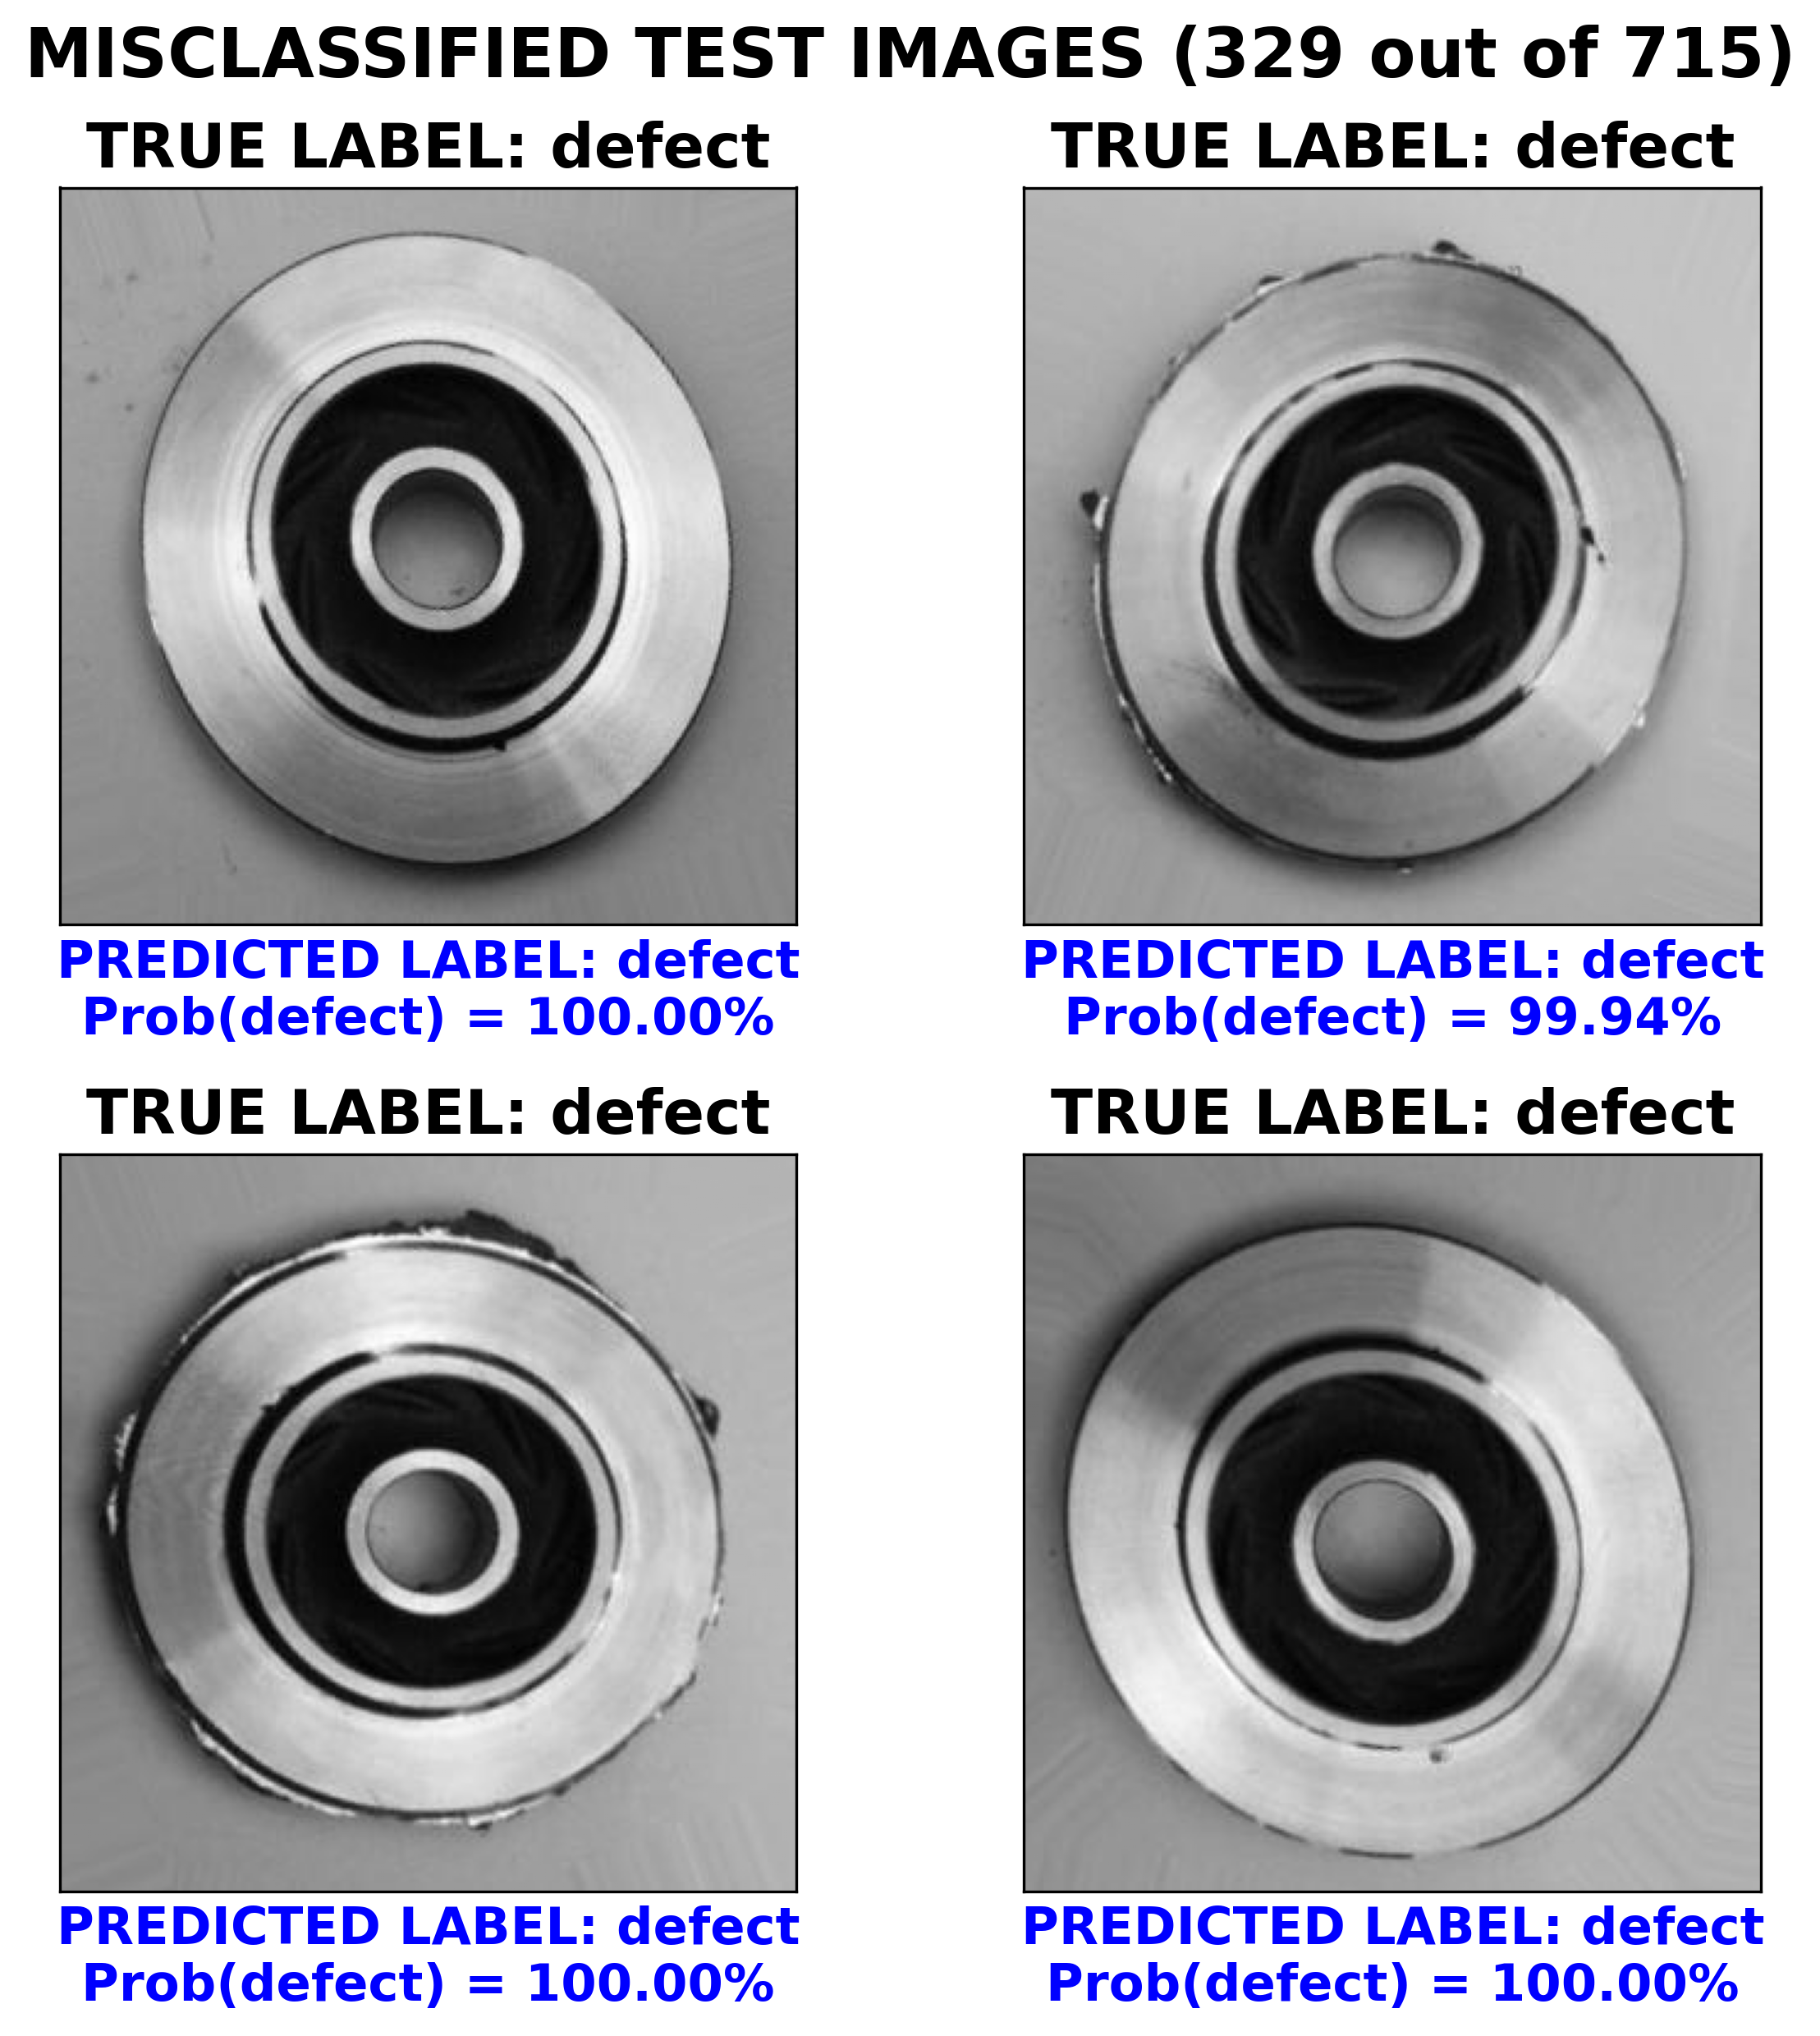 MISCLASSIFIED TEST IMAGES (329 out of 715)
TRUE LABEL: defect
TRUE LABEL: defect
PREDICTED LABEL: defect
Prob(defect) = 100.00%
PREDICTED LABEL: defect
Prob(defect) = 99.94%
TRUE LABEL: defect
TRUE LABEL: defect
PREDICTED LABEL: defect
Prob(defect) = 100.00%
PREDICTED LABEL: defect
Prob(defect) = 100.00%